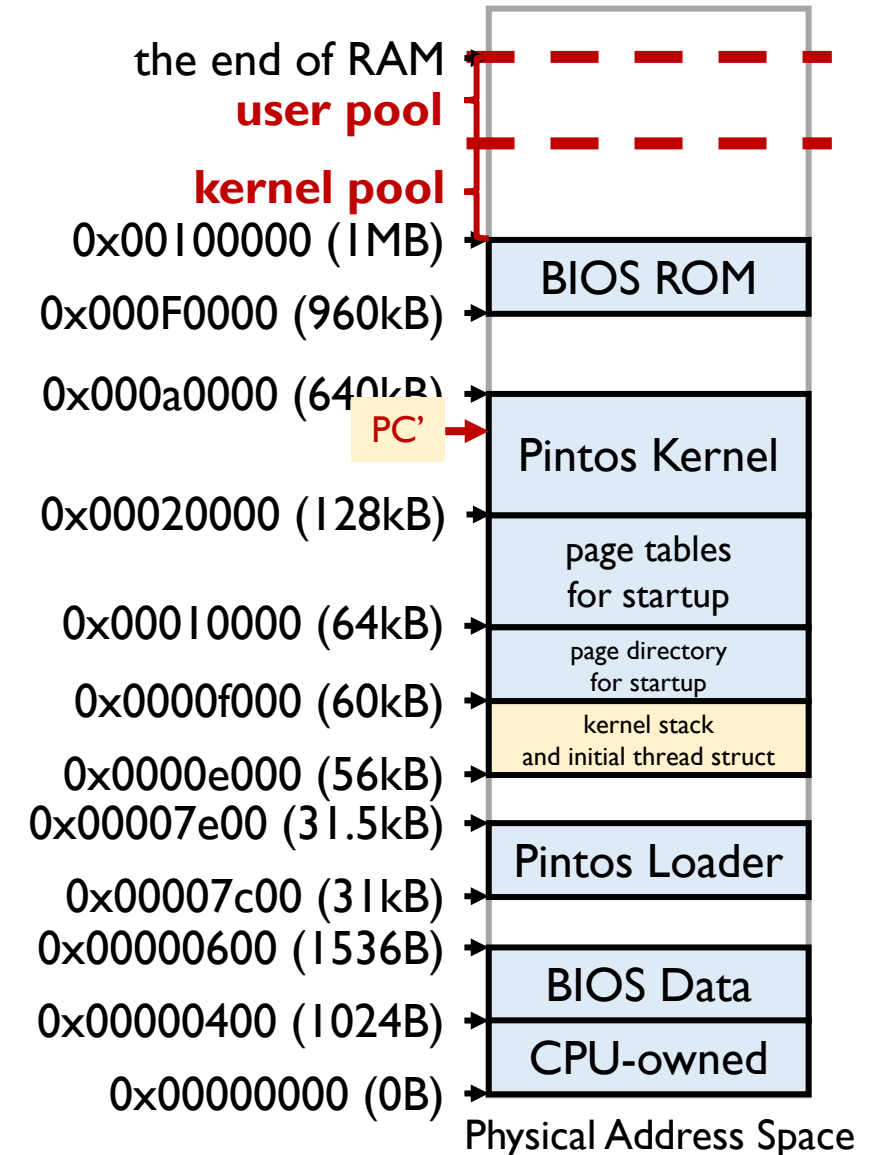 the end of RAM
user pool
kernel pool
0x00100000 (1MB)
BIOS ROM
0x000F0000 (960kB)
0x000a0000 (640kB)
PC’
Pintos Kernel
0x00020000 (128kB)
page tables
for startup
0x00010000 (64kB)
page directory
for startup
0x0000f000 (60kB)
kernel stack
and initial thread struct
0x0000e000 (56kB)
0x00007e00 (31.5kB)
Pintos Loader
0x00007c00 (31kB)
0x00000600 (1536B)
BIOS Data
0x00000400 (1024B)
CPU-owned
0x00000000 (0B)
Physical Address Space